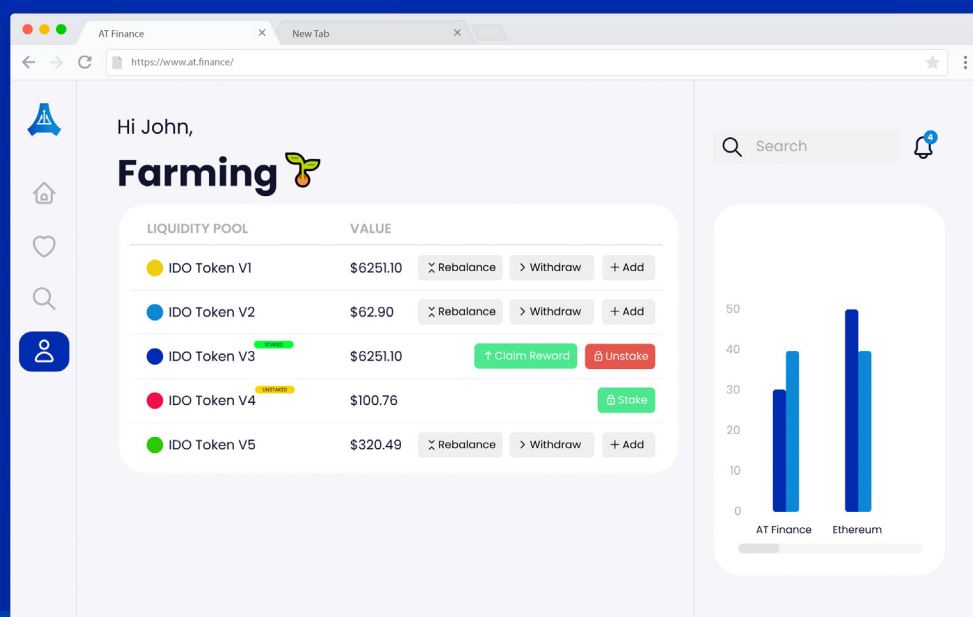 AT Finance
New Tab
https://www.at.finance/
Hi John,
Farming
Search
4
LIQUIDITY POOL VALUE
IDO Token V1 $6251.10 Rebalance > Withdraw + Add
IDO Token V2 $62.90 Rebalance > Withdraw + Add
STAKED
IDO Token V3 $6251.10 ↑ Claim Reward Unstake
UNSTAKED
IDO Token V4 $100.76 Stake
IDO Token V5 $320.49 Rebalance > Withdraw + Add
50
40
30
20
10
0
AT Finance Ethereum